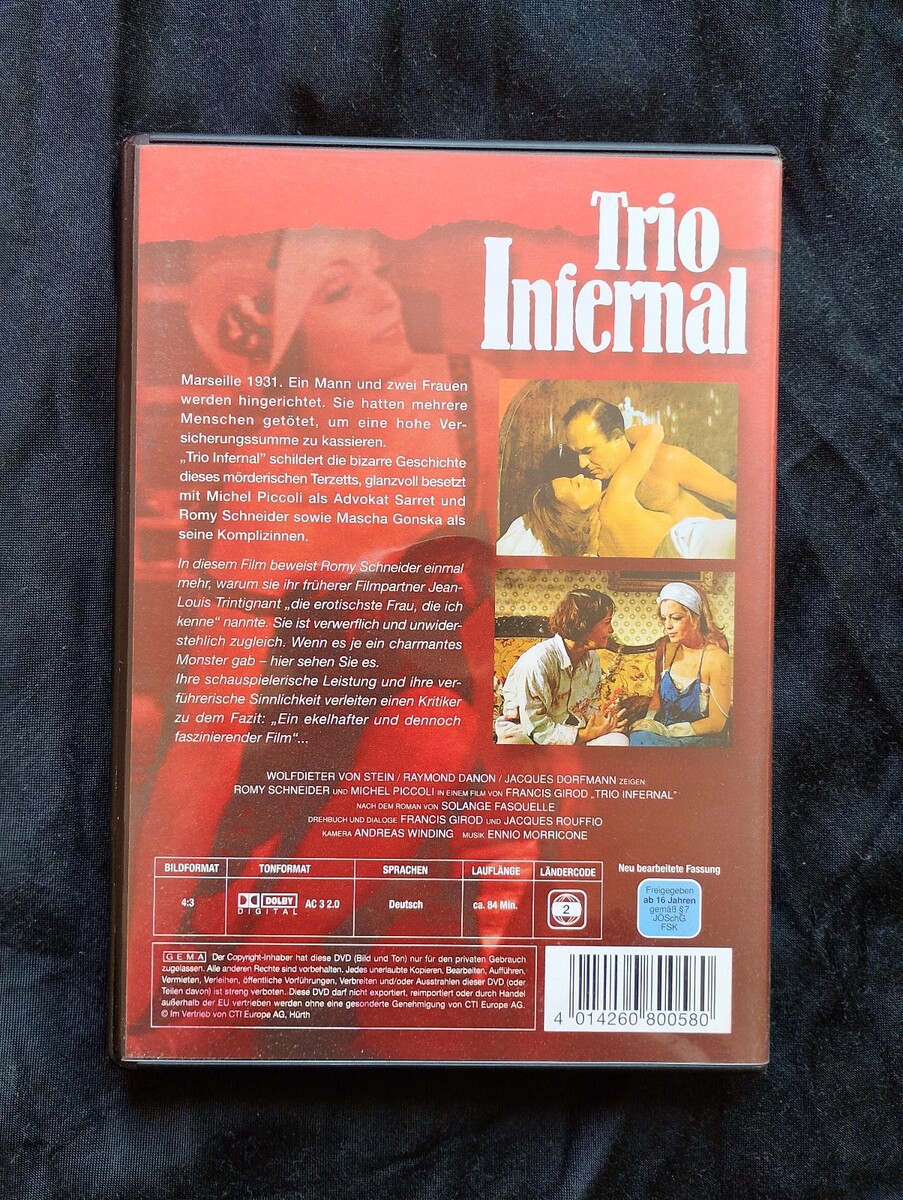 Trio
Infernal
Marseille 1931. Ein Mann und zwei Frauen
werden hingerichtet. Sie hatten mehrere
Menschen getötet, um eine hohe Ver-
sicherungssumme zu kassieren.
„Trio Infernal” schildert die bizarre Geschichte
dieses mörderischen Terzetts, glanzvoll besetzt
mit Michel Piccoli als Advokat Sarret und
Romy Schneider sowie Mascha Gonska als
seine Komplizinnen.
In diesem Film beweist Romy Schneider einmal
mehr, warum sie ihr früherer Filmpartner Jean-
Louis Trintignant „die erotischste Frau, die ich
kenne“ nannte. Sie ist verwerflich und unwider-
stehlich zugleich. Wenn es je ein charmantes
Monster gab – hier sehen Sie es.
Ihre schauspielerische Leistung und ihre ver-
führerische Sinnlichkeit verleiten einen Kritiker
zu dem Fazit: „Ein ekelhafter und dennoch
faszinierender Film“...
WOLFDIETER VON STEIN / RAYMOND DANON / JACQUES DORFMANN ZEIGEN
ROMY SCHNEIDER UND MICHEL PICCOLI IN EINEM FILM VON FRANCIS GIROD „TRIO INFERNAL”
NACH DEM ROMAN VON SOLANGE FASQUELLE
DREHBUCH UND DIALOGE FRANCIS GIROD UND JACQUES ROUFFIO
KAMERA ANDREAS WINDING MUSIK ENNIO MORRICONE
BILDFORMAT TONFORMAT SPRACHEN LAUFLÄNGE LÄNDERCODE
4:3 DOLBY DIGITAL AC 3 2.0 Deutsch ca. 84 Min. 2
Neu bearbeitete Fassung
Freigegeben
ab 16 Jahren
gemäß § 7
JÖSchG
FSK
GEMA Der Copyright-Inhaber hat diese DVD (Bild und Ton) nur für den privaten Gebrauch
zugelassen. Alle anderen Rechte sind vorbehalten. Jedes unerlaubte Kopieren, Bearbeiten, Aufführen,
Vermieten, Verleihen, öffentliche Vorführungen, Verbreiten und/oder Ausstrahlen dieser DVD (oder
Teilen davon) ist streng verboten. Diese DVD darf nicht exportiert, reimportiert oder durch Handel
außerhalb der EU vertrieben werden ohne eine gesonderte Genehmigung von CTI Europe AG.
© Im Vertrieb von CTI Europe AG, Hürth
4 014260 800580